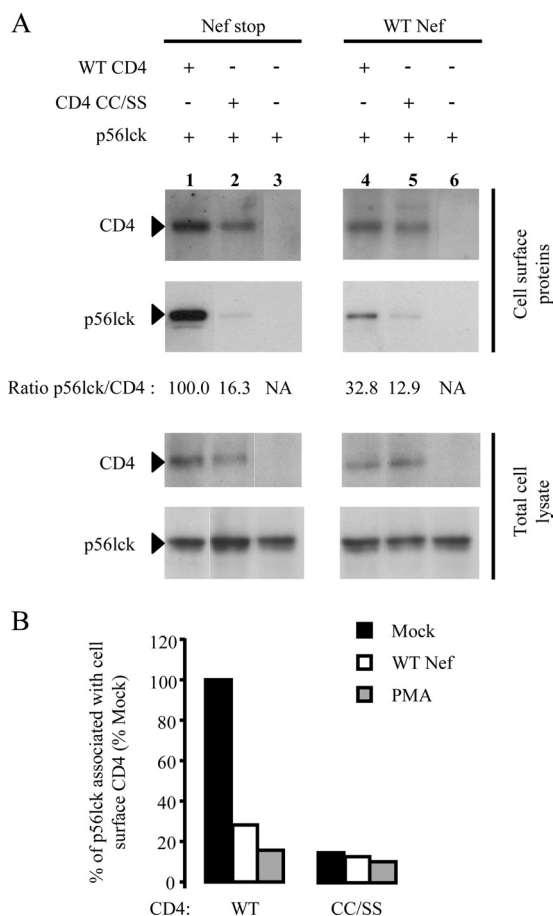 A
Nef stop WT Nef
WT CD4 + - - + - -
CD4 CC/SS - + - - + -
p56lck + + + + + +
1 2 3 4 5 6
CD4
p56lck
Cell surface
proteins
Ratio p56lck/CD4 : 100.0 16.3 NA 32.8 12.9 NA
CD4
p56lck
Total cell
lysate
B
% of p56lck associated with cell
surface CD4 (% Mock)
120
100
80
60
40
20
0
Mock
WT Nef
PMA
CD4: WT CC/SS